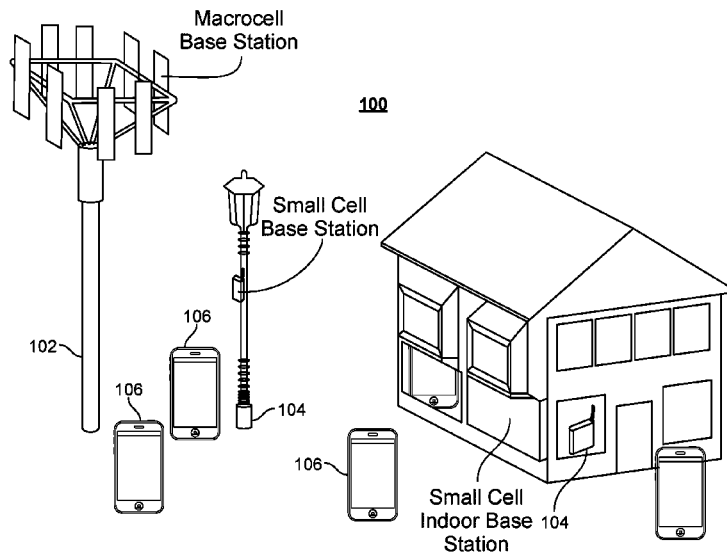 Macrocell
Base Station
100
Small Cell
Base Station
106
102
106
104
106
Small Cell
Indoor Base
Station
104